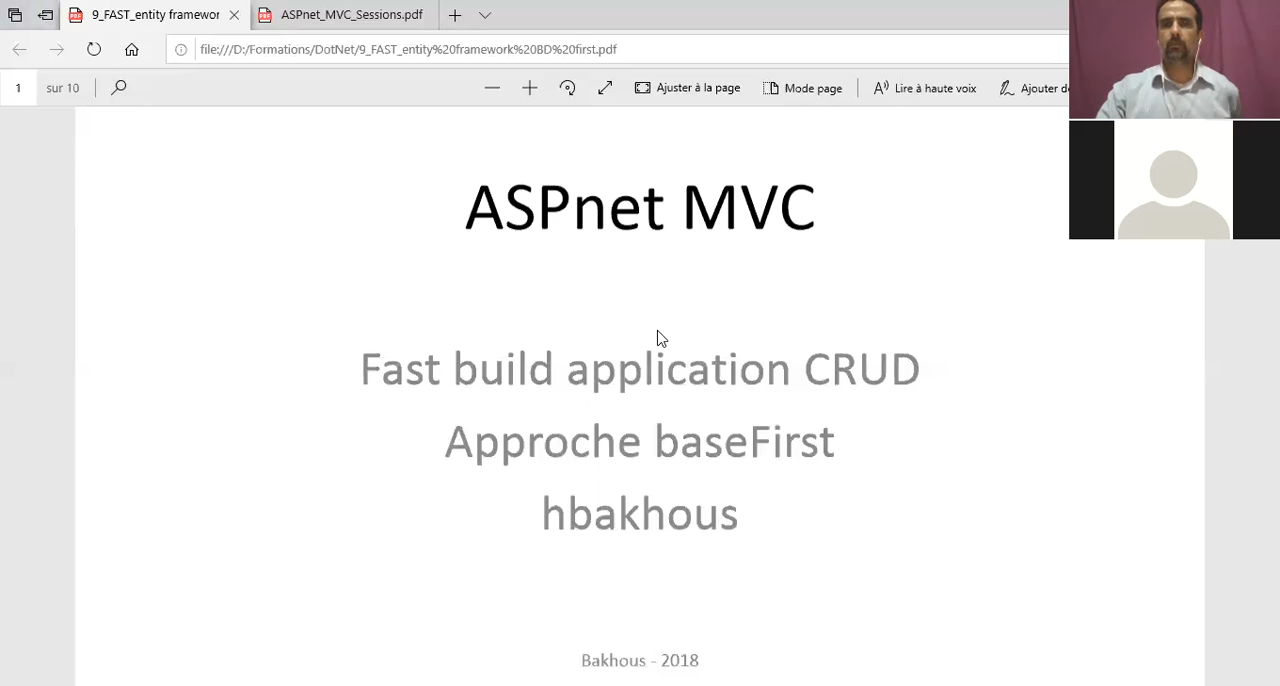 9_FAST_entity framewor
ASPnet_MVC_Sessions.pdf
file:///D:/Formations/DotNet/9_FAST_entity%20framework%20BD%20first.pdf
1 sur 10
Ajuster à la page
Mode page
Lire à haute voix
Ajouter de
ASPnet MVC
Fast build application CRUD
Approche baseFirst
hbakhous
Bakhous - 2018